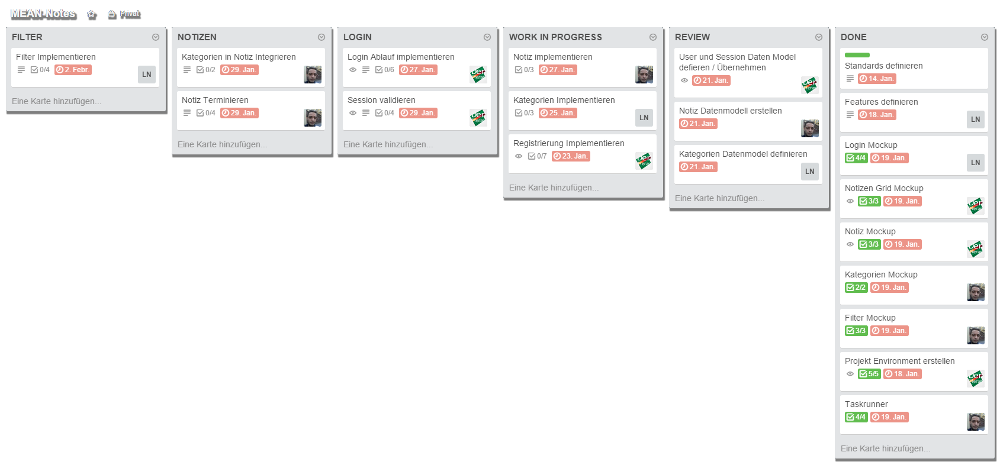 MEAN-Notes Privat
FILTER
Filter Implementieren
0/4 2. Febr.
LN
Eine Karte hinzufügen...
NOTIZEN
Kategorien in Notiz Integrieren
0/2 29. Jan.
Notiz Terminieren
0/4 29. Jan.
Eine Karte hinzufügen...
LOGIN
Login Ablauf implementieren
0/6 27. Jan.
Der
Session validieren
0/4 29. Jan.
Der
Eine Karte hinzufügen...
WORK IN PROGRESS
Notiz implementieren
0/3 27. Jan.
Kategorien Implementieren
0/3 25. Jan.
LN
Registrierung Implementieren
0/7 23. Jan.
Der
Eine Karte hinzufügen...
REVIEW
User und Session Daten Model
defieren / Übernehmen
21. Jan.
Der
Notiz Datenmodell erstellen
21. Jan.
Kategorien Datenmodel definieren
21. Jan.
LN
Eine Karte hinzufügen...
DONE
Standards definieren
14. Jan.
Features definieren
18. Jan.
LN
Login Mockup
4/4 19. Jan.
LN
Notizen Grid Mockup
3/3 19. Jan.
Der
Notiz Mockup
3/3 19. Jan.
Der
Kategorien Mockup
2/2 19. Jan.
Filter Mockup
3/3 19. Jan.
Projekt Environment erstellen
5/5 18. Jan.
Der
Taskrunner
4/4 19. Jan.
Eine Karte hinzufügen...